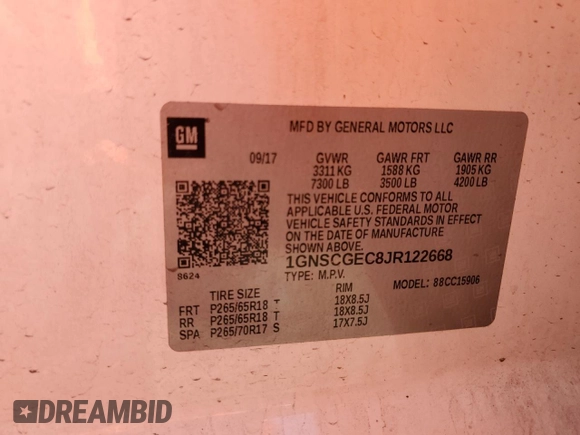 GM
MFD BY GENERAL MOTORS LLC
09/17 GVWR GAWR FRT GAWR RR
3311 KG 1588 KG 1905 KG
7300 LB 3500 LB 4200 LB
THIS VEHICLE CONFORMS TO ALL
APPLICABLE U.S. FEDERAL MOTOR
VEHICLE SAFETY STANDARDS IN EFFECT
ON THE DATE OF MANUFACTURE
SHOWN ABOVE.
1GNSCGEC8JR122668
8624
TYPE: M.P.V. MODEL: 88CC15906
TIRE SIZE RIM
FRT P265/65R18 T 18X8.5J
RR P265/65R18 T 18X8.5J
SPA P265/70R17 S 17X7.5J
DREAMBID